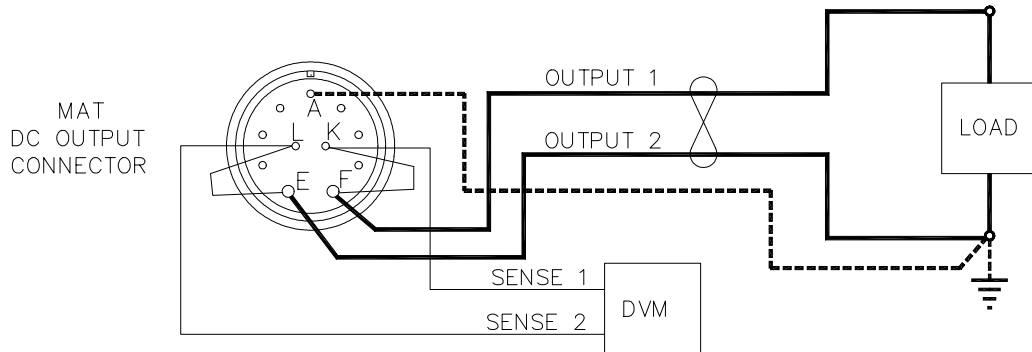 MAT
DC OUTPUT
CONNECTOR
A
L
K
E
F
OUTPUT 1
OUTPUT 2
LOAD
SENSE 1
SENSE 2
DVM